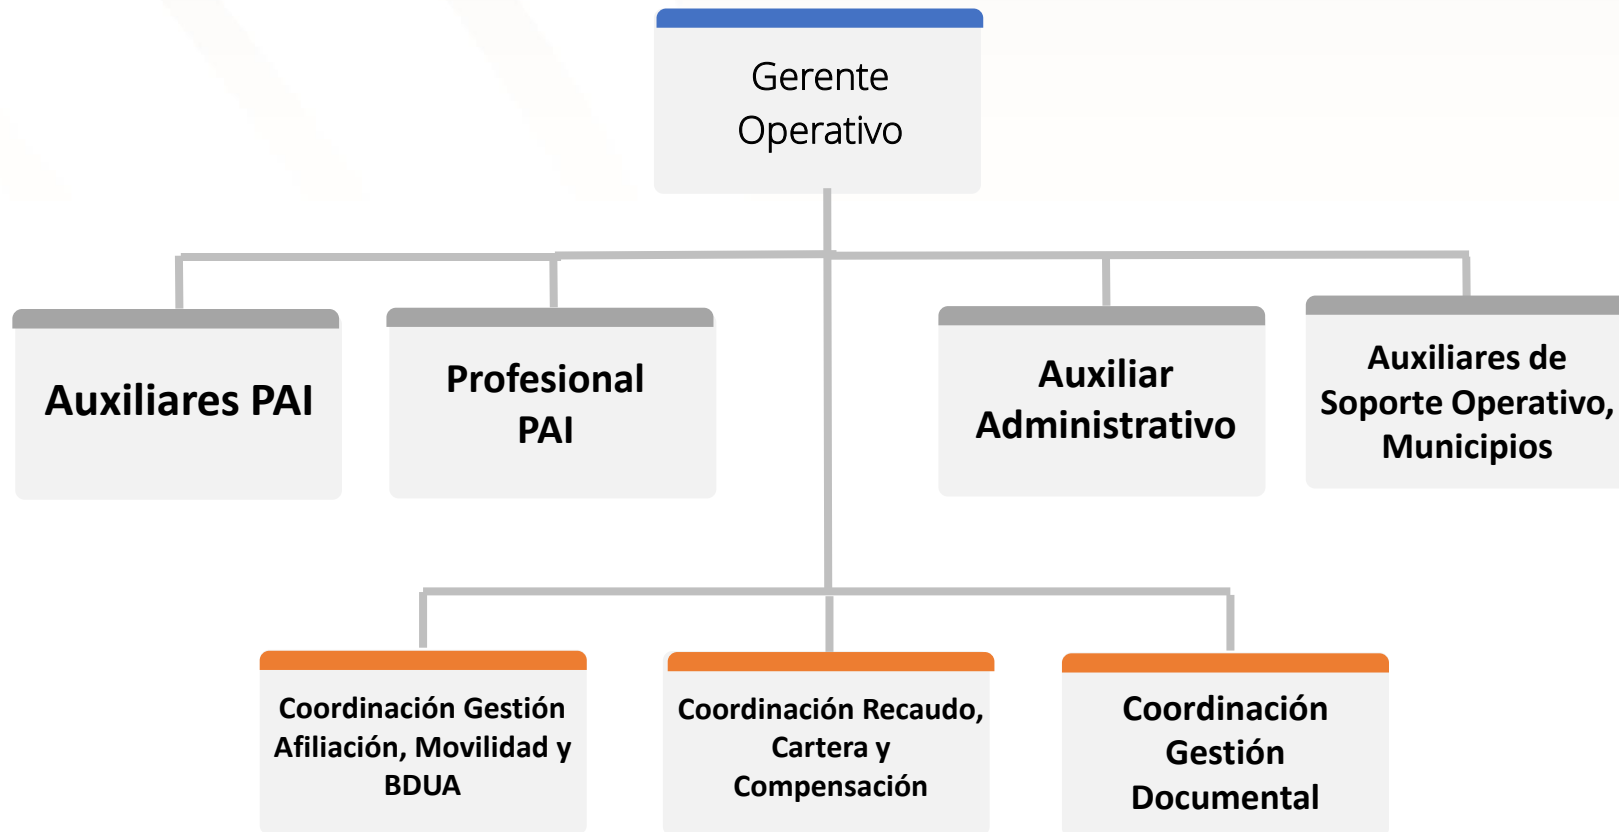 Gerente
Operativo
Auxiliares PAI
Profesional
PAI
Auxiliar
Administrativo
Auxiliares de
Soporte Operativo,
Municipios
Coordinación Gestión
Afiliación, Movilidad y
BDUA
Coordinación Recaudo,
Cartera y
Compensación
Coordinación
Gestión
Documental